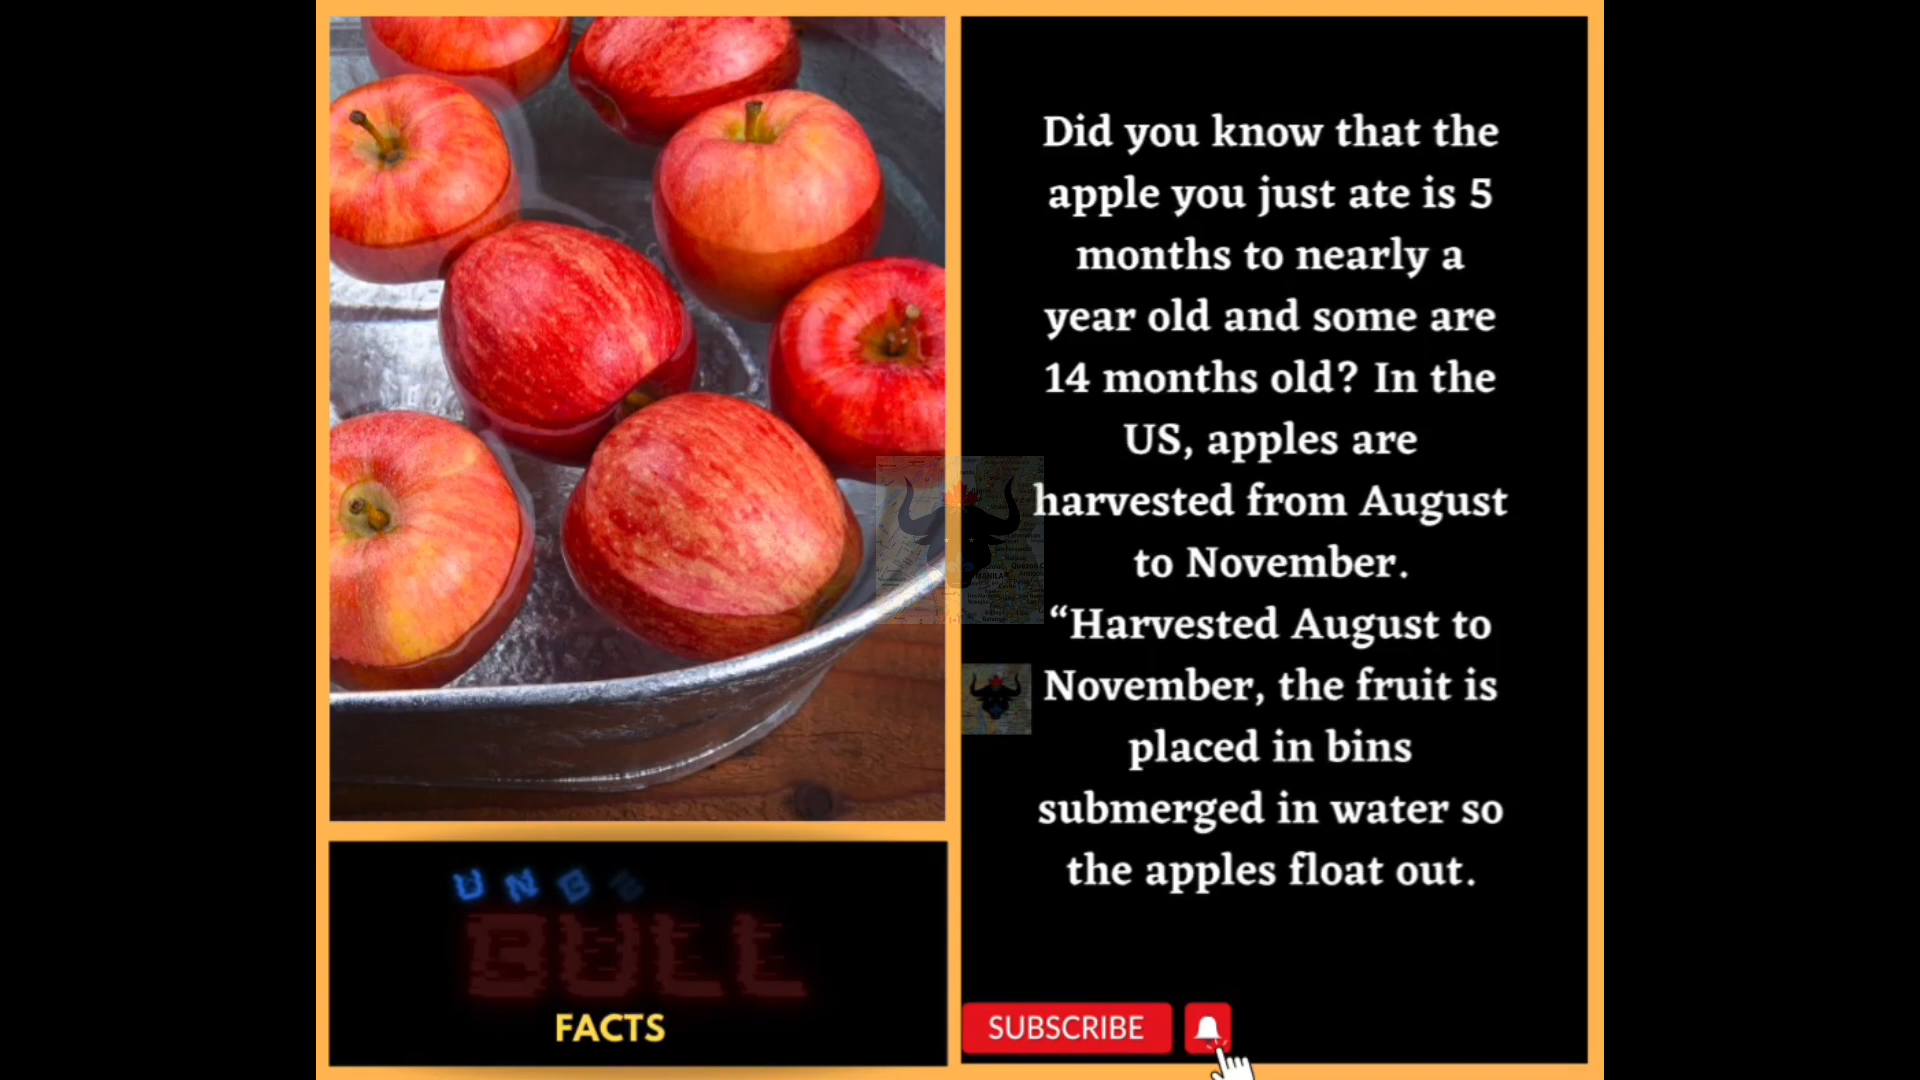 Did you know that the
apple you just ate is 5
months to nearly a
year old and some are
14 months old? In the
US, apples are
harvested from August
to November.
“Harvested August to
November, the fruit is
placed in bins
submerged in water so
the apples float out.
BULL
FACTS
SUBSCRIBE